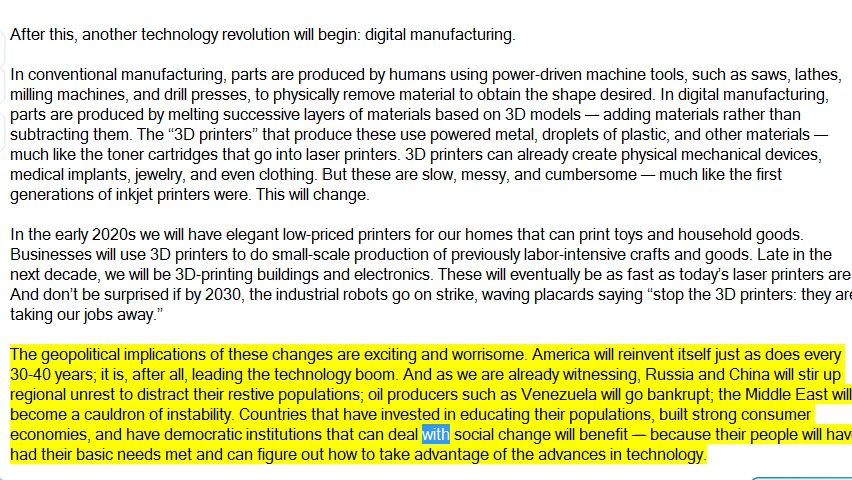 After this, another technology revolution will begin: digital manufacturing.
In conventional manufacturing, parts are produced by humans using power-driven machine tools, such as saws, lathes,
milling machines, and drill presses, to physically remove material to obtain the shape desired. In digital manufacturing,
parts are produced by melting successive layers of materials based on 3D models — adding materials rather than
subtracting them. The “3D printers” that produce these use powered metal, droplets of plastic, and other materials —
much like the toner cartridges that go into laser printers. 3D printers can already create physical mechanical devices,
medical implants, jewelry, and even clothing. But these are slow, messy, and cumbersome — much like the first
generations of inkjet printers were. This will change.
In the early 2020s we will have elegant low-priced printers for our homes that can print toys and household goods.
Businesses will use 3D printers to do small-scale production of previously labor-intensive crafts and goods. Late in the
next decade, we will be 3D-printing buildings and electronics. These will eventually be as fast as today’s laser printers are
And don’t be surprised if by 2030, the industrial robots go on strike, waving placards saying “stop the 3D printers: they are
taking our jobs away.”
The geopolitical implications of these changes are exciting and worrisome. America will reinvent itself just as does every
30-40 years; it is, after all, leading the technology boom. And as we are already witnessing, Russia and China will stir up
regional unrest to distract their restive populations; oil producers such as Venezuela will go bankrupt; the Middle East will
become a cauldron of instability. Countries that have invested in educating their populations, built strong consumer
economies, and have democratic institutions that can deal with social change will benefit — because their people will hav
had their basic needs met and can figure out how to take advantage of the advances in technology.